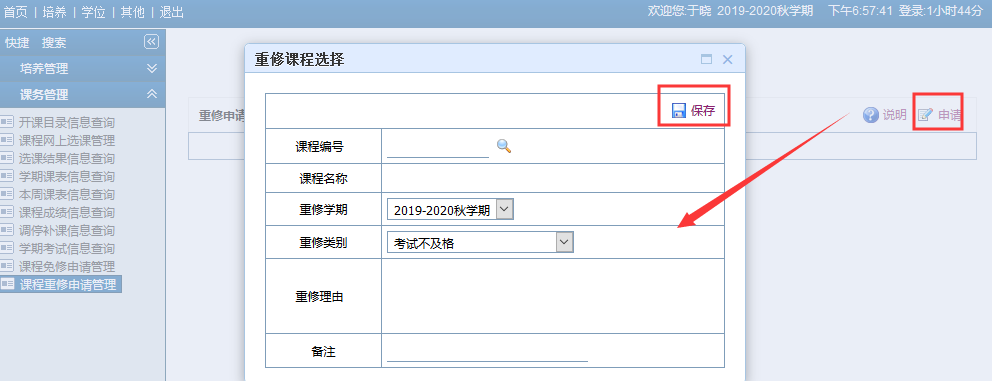 首页 | 培养 | 学位 | 其他 | 退出
欢迎您:于晓 2019-2020秋学期 下午6:57:41 登录:1小时44分
快捷 搜索
培养管理
课务管理
开课目录信息查询
课程网上选课管理
选课结果信息查询
学期课表信息查询
本周课表信息查询
课程成绩信息查询
调停补课信息查询
学期考试信息查询
课程免修申请管理
课程重修申请管理
重修申请
说明 申请
重修课程选择
保存
课程编号
课程名称
重修学期 2019-2020秋学期
重修类别 考试不及格
重修理由
备注